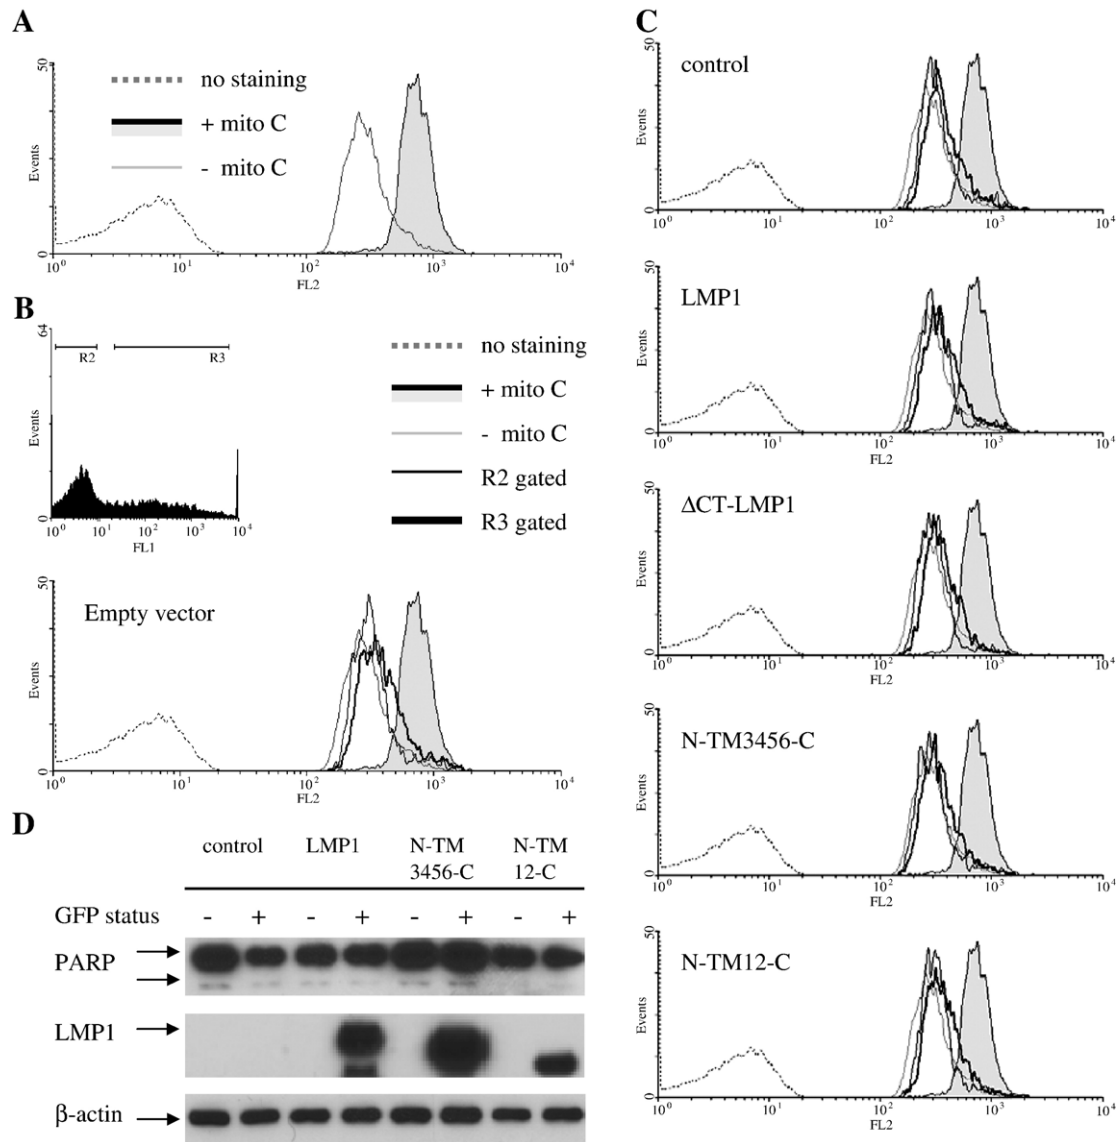 A
50
Events
0
no staining
+ mito C
- mito C
10^0 10^1 10^2 10^3 10^4
FL2
B
64
Events
0
R2 R3
10^0 10^1 10^2 10^3 10^4
FL1
no staining
+ mito C
- mito C
R2 gated
R3 gated
50
Events
0
Empty vector
10^0 10^1 10^2 10^3 10^4
FL2
C
50
Events
0
control
10^0 10^1 10^2 10^3 10^4
FL2
50
Events
0
LMP1
10^0 10^1 10^2 10^3 10^4
FL2
50
Events
0
ΔCT-LMP1
10^0 10^1 10^2 10^3 10^4
FL2
50
Events
0
N-TM3456-C
10^0 10^1 10^2 10^3 10^4
FL2
50
Events
0
N-TM12-C
10^0 10^1 10^2 10^3 10^4
FL2
D
control LMP1 N-TM N-TM
3456-C 12-C
GFP status - + - + - + - +
PARP
LMP1
β-actin